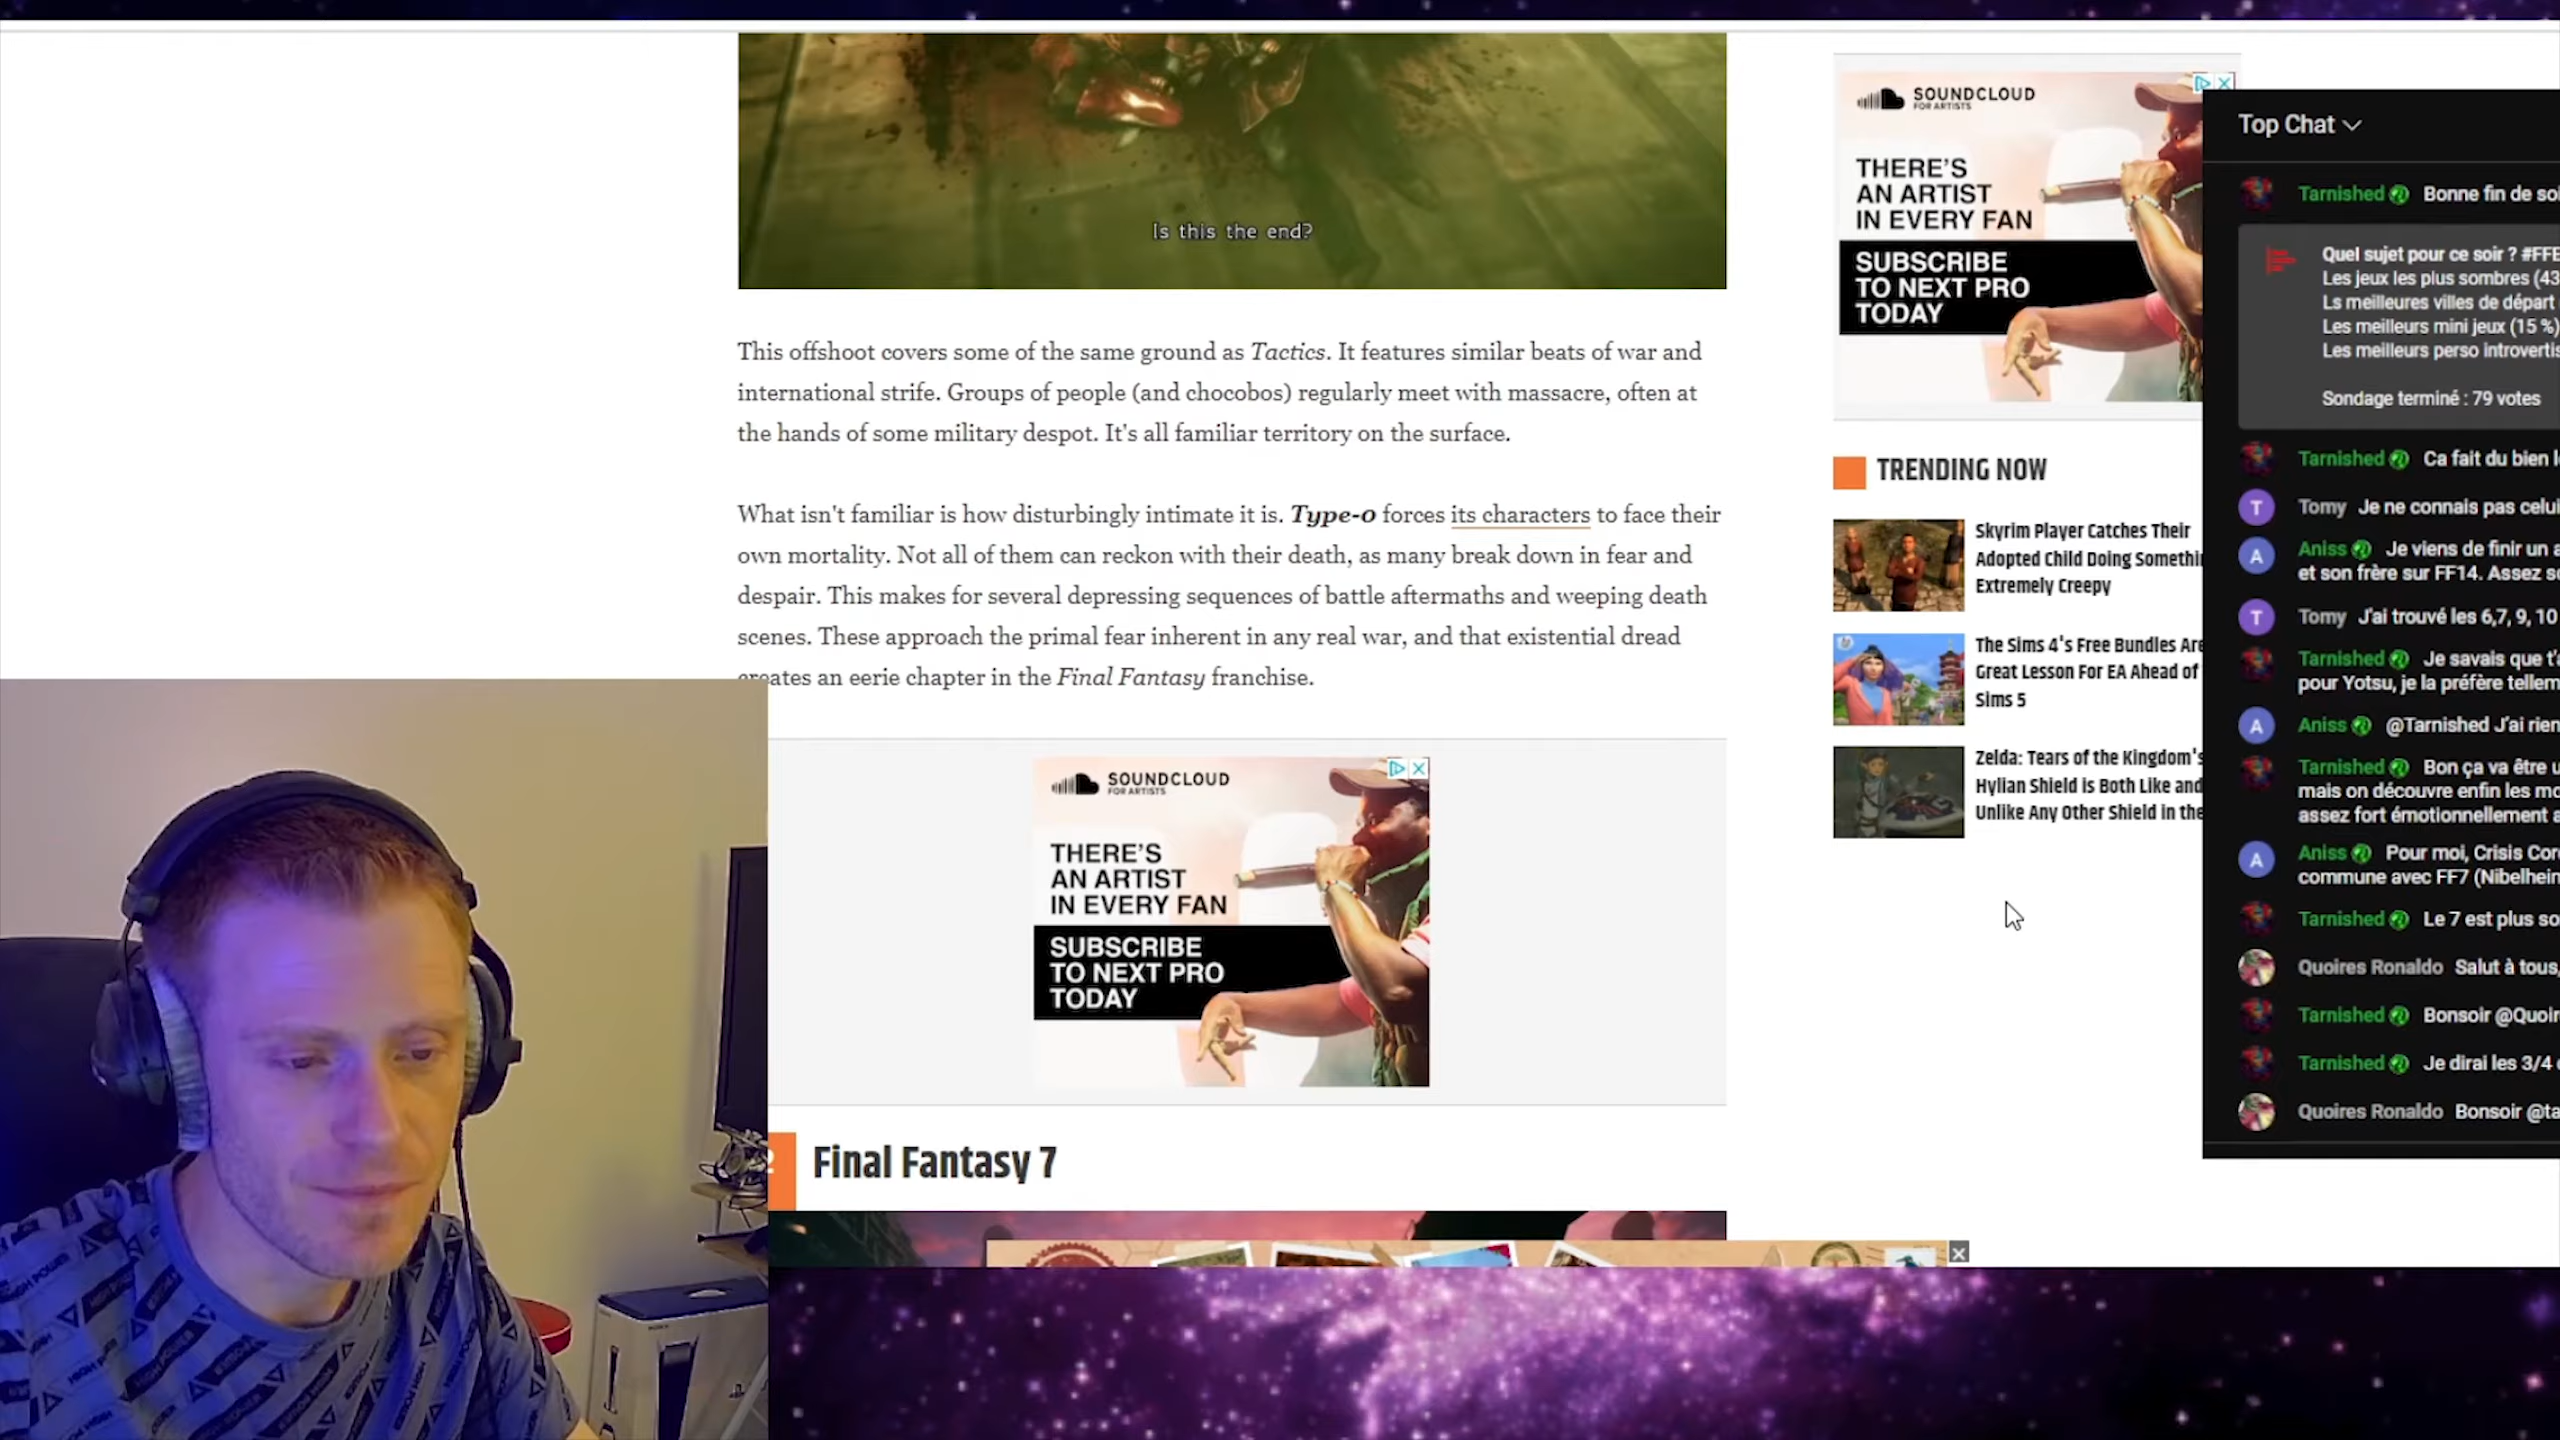 Is this the end?
This offshoot covers some of the same ground as Tactics. It features similar beats of war and
international strife. Groups of people (and chocobos) regularly meet with massacre, often at
the hands of some military despot. It's all familiar territory on the surface.
What isn't familiar is how disturbingly intimate it is. Type-0 forces its characters to face their
own mortality. Not all of them can reckon with their death, as many break down in fear and
despair. This makes for several depressing sequences of battle aftermaths and weeping death
scenes. These approach the primal fear inherent in any real war, and that existential dread
creates an eerie chapter in the Final Fantasy franchise.
SOUNDCLOUD
FOR ARTISTS
THERE'S
AN ARTIST
IN EVERY FAN
SUBSCRIBE
TO NEXT PRO
TODAY
2
Final Fantasy 7
SOUNDCLOUD
FOR ARTISTS
THERE'S
AN ARTIST
IN EVERY FAN
SUBSCRIBE
TO NEXT PRO
TODAY
TRENDING NOW
Skyrim Player Catches Their
Adopted Child Doing Somethin
Extremely Creepy
The Sims 4's Free Bundles Are
Great Lesson For EA Ahead of
Sims 5
Zelda: Tears of the Kingdom's
Hylian Shield is Both Like and
Unlike Any Other Shield in the
Top Chat
Tarnished Bonne fin de soi
Quel sujet pour ce soir ? #FFE
Les jeux les plus sombres (43
Ls meilleures villes de départ
Les meilleurs mini jeux (15 %)
Les meilleurs perso introvertis
Sondage terminé : 79 votes
Tarnished Ca fait du bien l
T Tomy Je ne connais pas celui
A Aniss Je viens de finir un a
et son frère sur FF14. Assez so
T Tomy J'ai trouvé les 6,7, 9, 10
Tarnished Je savais que t'a
pour Yotsu, je la préfère tellem
A Aniss @Tarnished J'ai rien
Tarnished Bon ça va être u
mais on découvre enfin les mo
assez fort émotionnellement a
A Aniss Pour moi, Crisis Core
commune avec FF7 (Nibelhein
Tarnished Le 7 est plus so
Quoires Ronaldo Salut à tous,
Tarnished Bonsoir @Quoir
Tarnished Je dirai les 3/4
Quoires Ronaldo Bonsoir @ta
HIGH POWER